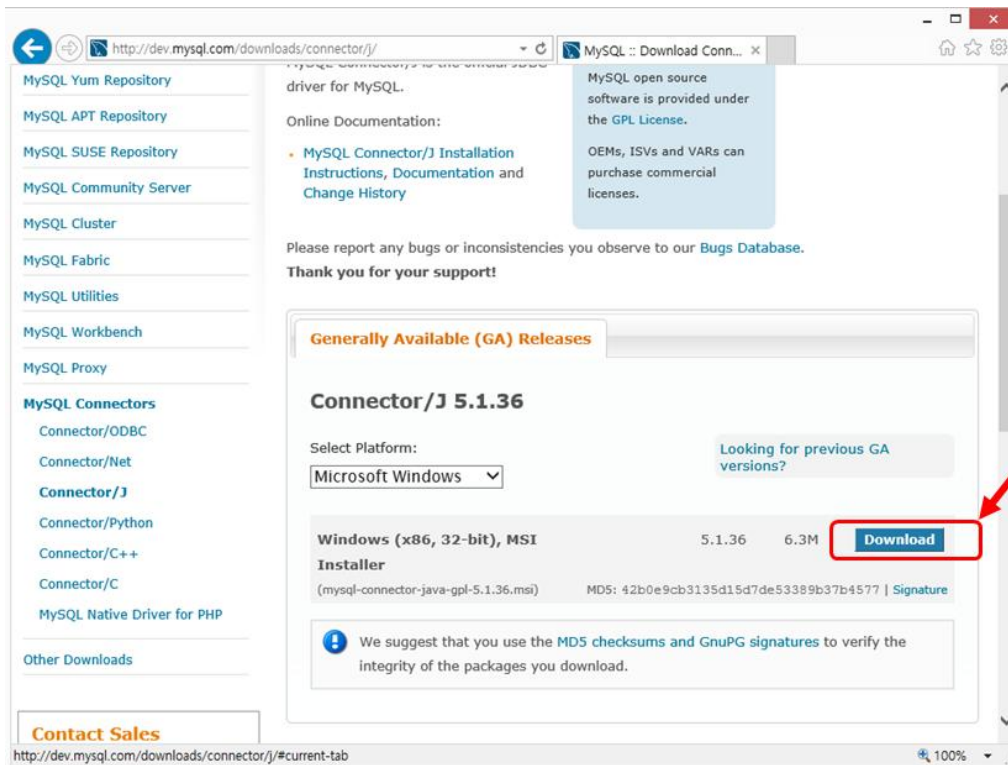 http://dev.mysql.com/downloads/connector/j/
MySQL :: Download Conn...
MySQL Yum Repository
MySQL APT Repository
MySQL SUSE Repository
MySQL Community Server
MySQL Cluster
MySQL Fabric
MySQL Utilities
MySQL Workbench
MySQL Proxy
MySQL Connectors
Connector/ODBC
Connector/Net
Connector/J
Connector/Python
Connector/C++
Connector/C
MySQL Native Driver for PHP
Other Downloads
Contact Sales
MySQL Connector/J is the official JDBC
driver for MySQL.
Online Documentation:
MySQL Connector/J Installation
Instructions, Documentation and
Change History
MySQL open source
software is provided under
the GPL License.
OEMs, ISVs and VARs can
purchase commercial
licenses.
Please report any bugs or inconsistencies you observe to our Bugs Database.
Thank you for your support!
Generally Available (GA) Releases
Connector/J 5.1.36
Select Platform:
Microsoft Windows
Looking for previous GA
versions?
Windows (x86, 32-bit), MSI
Installer
5.1.36 6.3M Download
(mysql-connector-java-gpl-5.1.36.msi)
MD5: 42b0e9cb3135d15d7de53389b37b4577 | Signature
We suggest that you use the MD5 checksums and GnuPG signatures to verify the
integrity of the packages you download.
http://dev.mysql.com/downloads/connector/j/#current-tab
100%